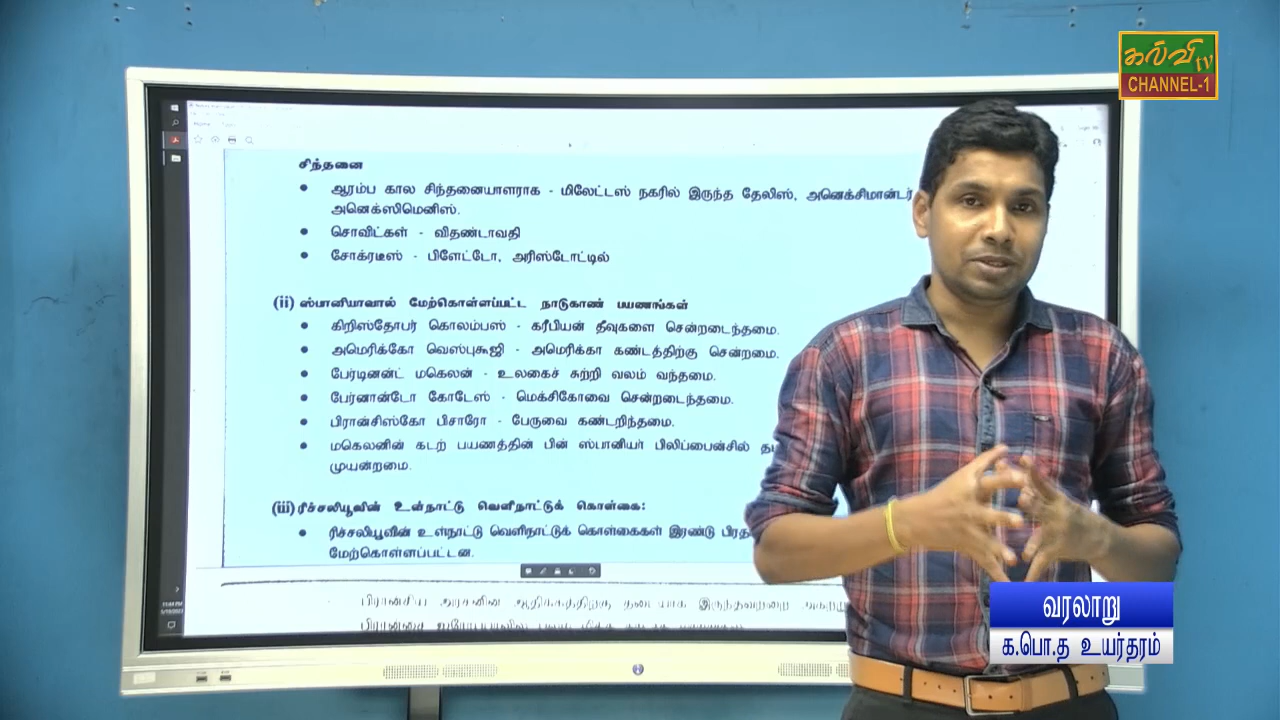 கல்வி TV
CHANNEL-1
சிந்தனை
• ஆரம்ப கால சிந்தனையாளராக - மிலேட்டஸ் நகரில் இருந்த தேலிஸ், அனெக்சிமான்டர்
அனெக்ஸிமெனிஸ்.
• சொவிட்கள் - விதண்டாவதி
• சோக்ரடீஸ் - பிளேட்டோ, அரிஸ்டோட்டில்
(ii) ஸ்பானியாவால் மேற்கொள்ளப்பட்ட நாடுகாண் பயணங்கள்
• கிறிஸ்தோபர் கொலம்பஸ் - கரீபியன் தீவுகளை சென்றடைந்தமை.
• அமெரிக்கோ வெஸ்புகூஜி - அமெரிக்கா கண்டத்திற்கு சென்றமை.
• பேர்டினன்ட் மகெலன் - உலகைச் சுற்றி வலம் வந்தமை.
• பேர்னான்டோ கோடேஸ் - மெக்சிகோவை சென்றடைந்தமை.
• பிரான்சிஸ்கோ பிசாரோ - பேருவை கண்டறிந்தமை.
• மகெலனின் கடற் பயணத்தின் பின் ஸ்பானியர் பிலிப்பைன்சில்
முயன்றமை.
(iii) ரிச்சலியூவின் உள்நாட்டு வெளிநாட்டுக் கொள்கை:
• ரிச்சலியூவின் உள்நாட்டு வெளிநாட்டுக் கொள்கைகள் இரண்டு
மேற்கொள்ளப்பட்டன.
வரலாறு
க.பொ.த உயர்தரம்